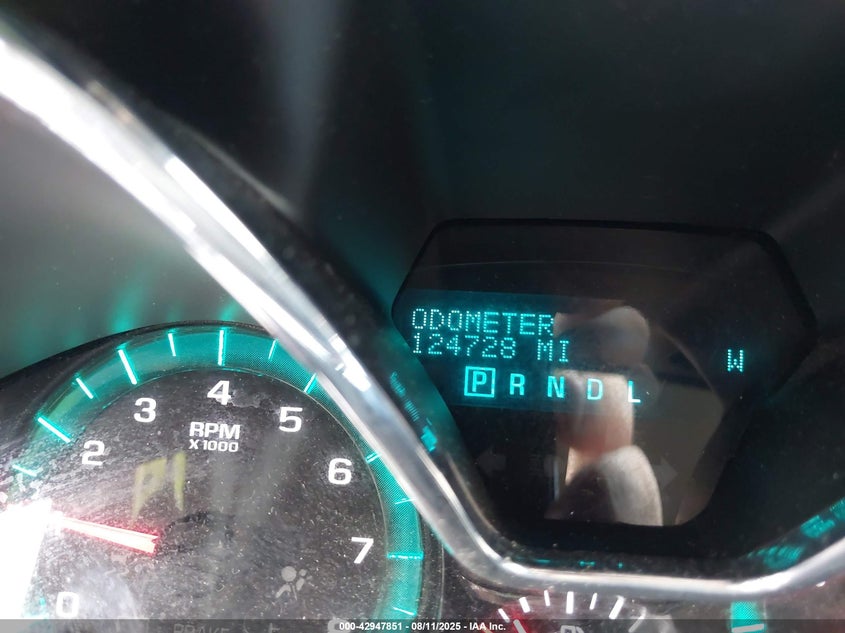 ODOMETER
124728 MI
W
P R N D L
4
3
5
RPM
X1000
2
6
7
0
000-42947851 - 08/11/2025 - IAA Inc.